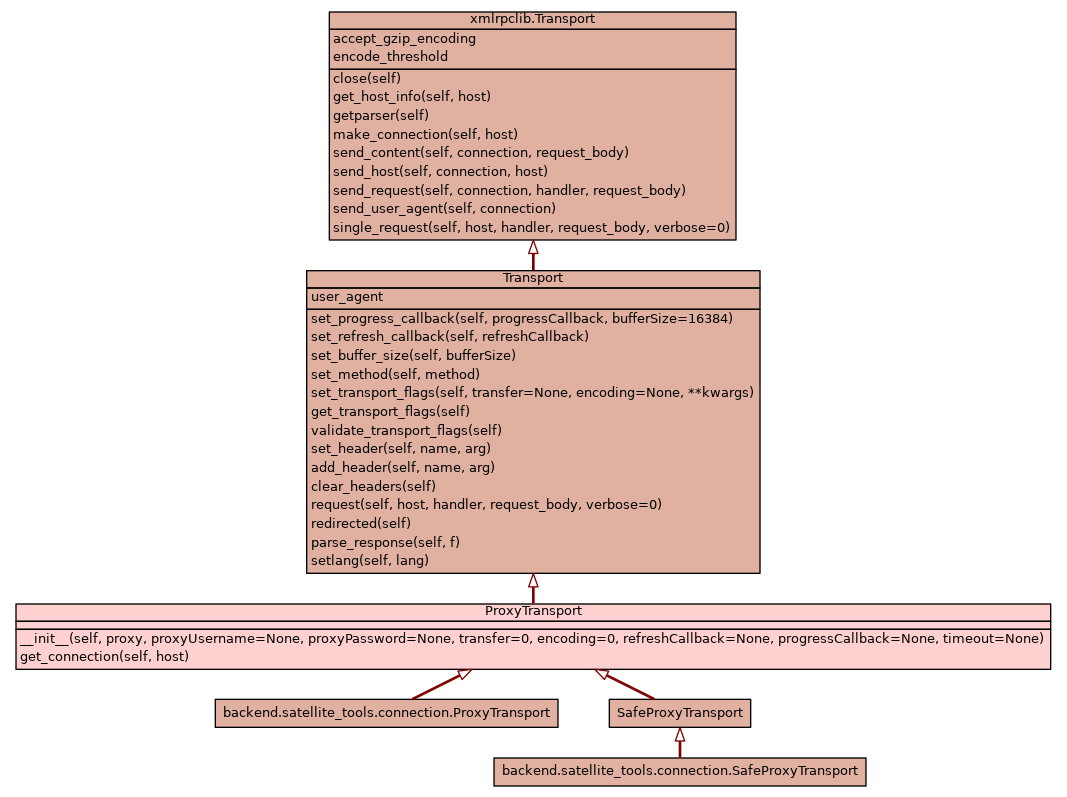 xmlrpclib.Transport
accept_gzip_encoding
encode_threshold
close(self)
get_host_info(self, host)
getparser(self)
make_connection(self, host)
send_content(self, connection, request_body)
send_host(self, connection, host)
send_request(self, connection, handler, request_body)
send_user_agent(self, connection)
single_request(self, host, handler, request_body, verbose=0)
Transport
user_agent
set_progress_callback(self, progressCallback, bufferSize=16384)
set_refresh_callback(self, refreshCallback)
set_buffer_size(self, bufferSize)
set_method(self, method)
set_transport_flags(self, transfer=None, encoding=None, **kwargs)
get_transport_flags(self)
validate_transport_flags(self)
set_header(self, name, arg)
add_header(self, name, arg)
clear_headers(self)
request(self, host, handler, request_body, verbose=0)
redirected(self)
parse_response(self, f)
setlang(self, lang)
ProxyTransport
__init__(self, proxy, proxyUsername=None, proxyPassword=None, transfer=0, encoding=0, refreshCallback=None, progressCallback=None, timeout=None)
get_connection(self, host)
backend.satellite_tools.connection.ProxyTransport
SafeProxyTransport
backend.satellite_tools.connection.SafeProxyTransport